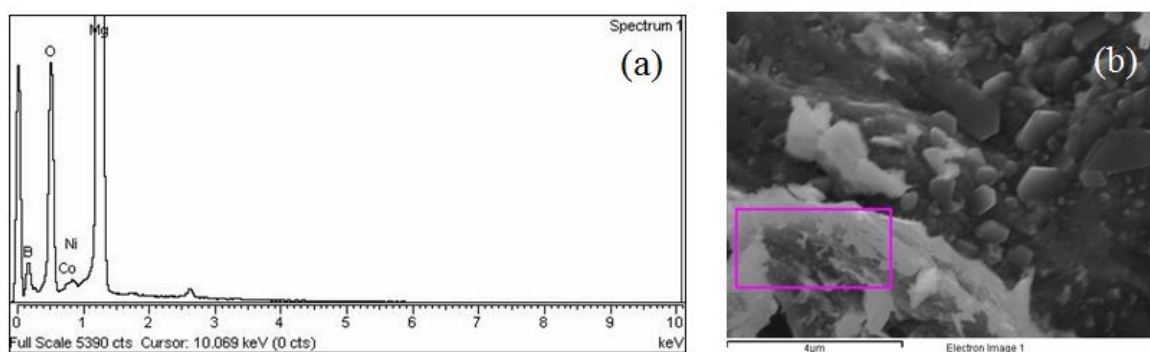 Spectrum 1
(a)
O
Mg
B
Ni
Co
0 1 2 3 4 5 6 7 8 9 10
Full Scale 5390 cts Cursor: 10.069 keV (0 cts)
keV
(b)
4µm
Electron Image 1